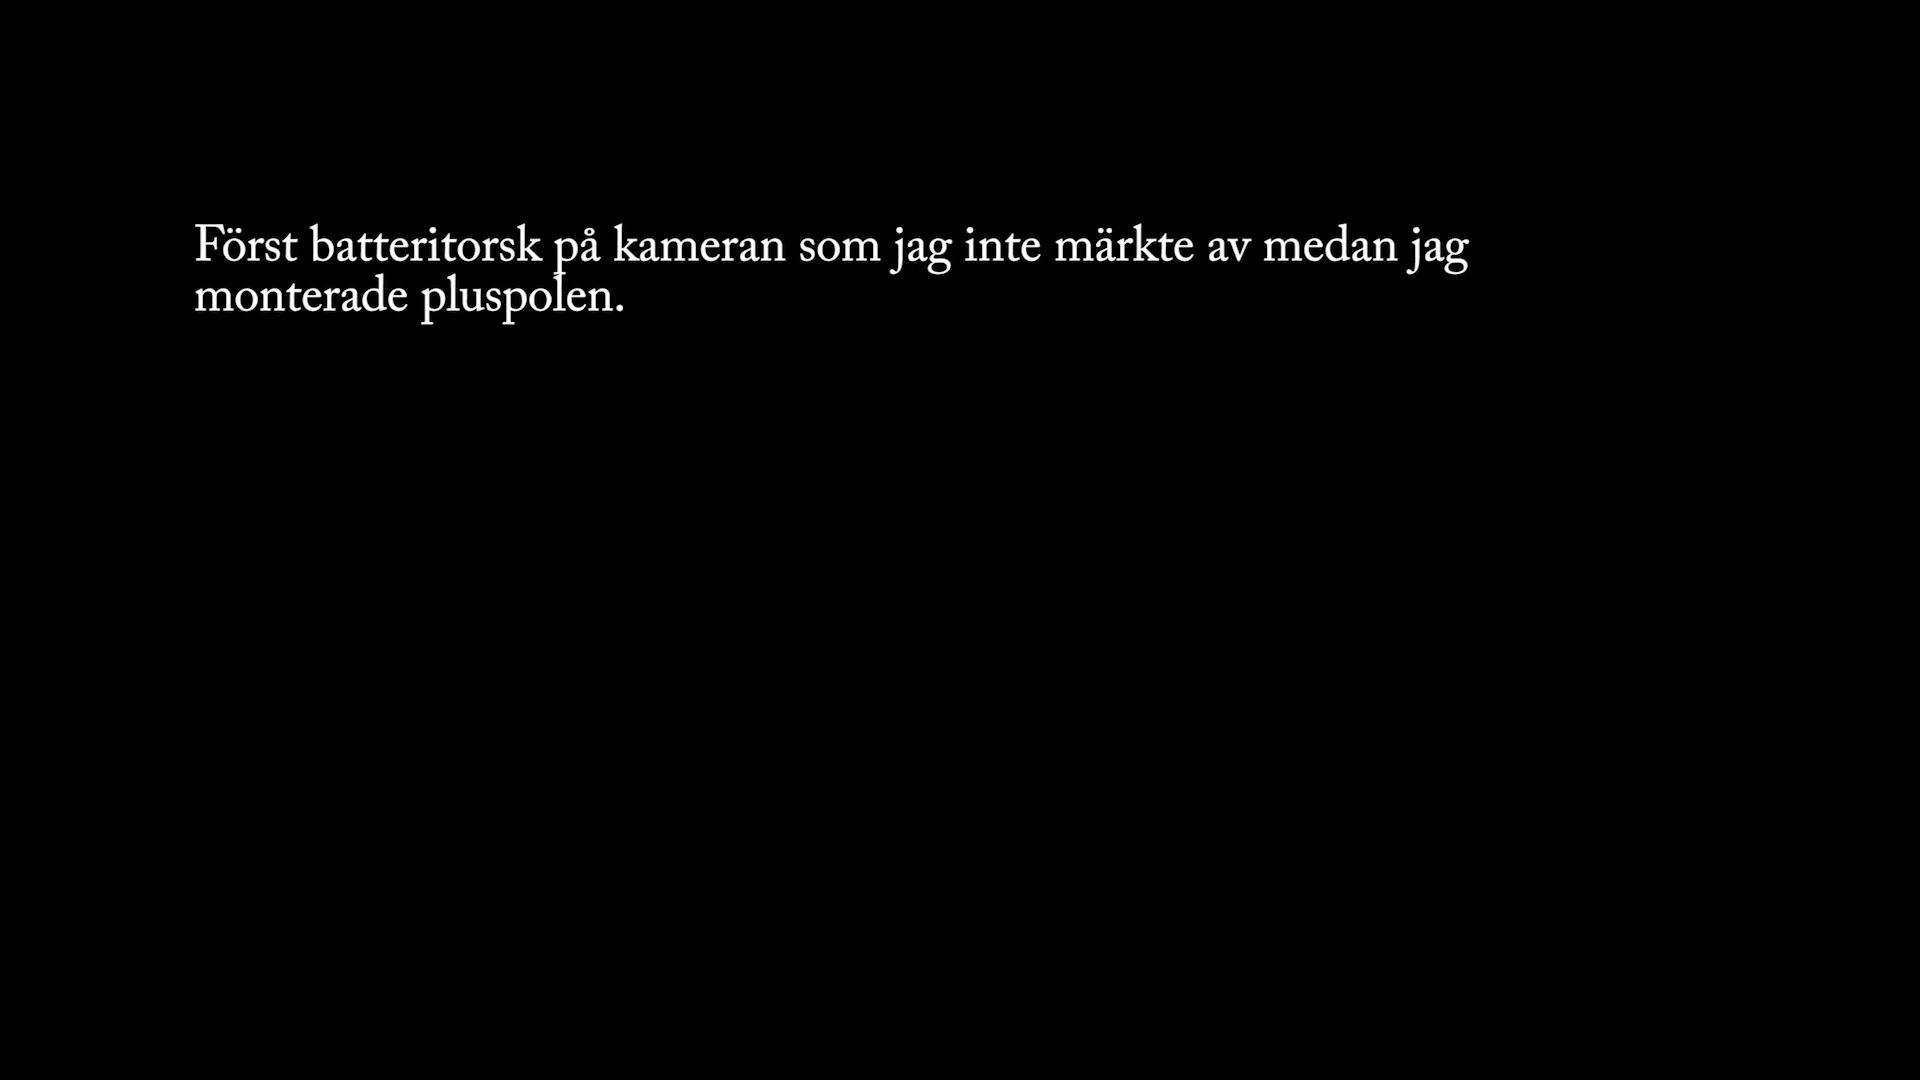 Först batteritorsk på kameran som jag inte märkte av medan jag
monterade pluspolen.